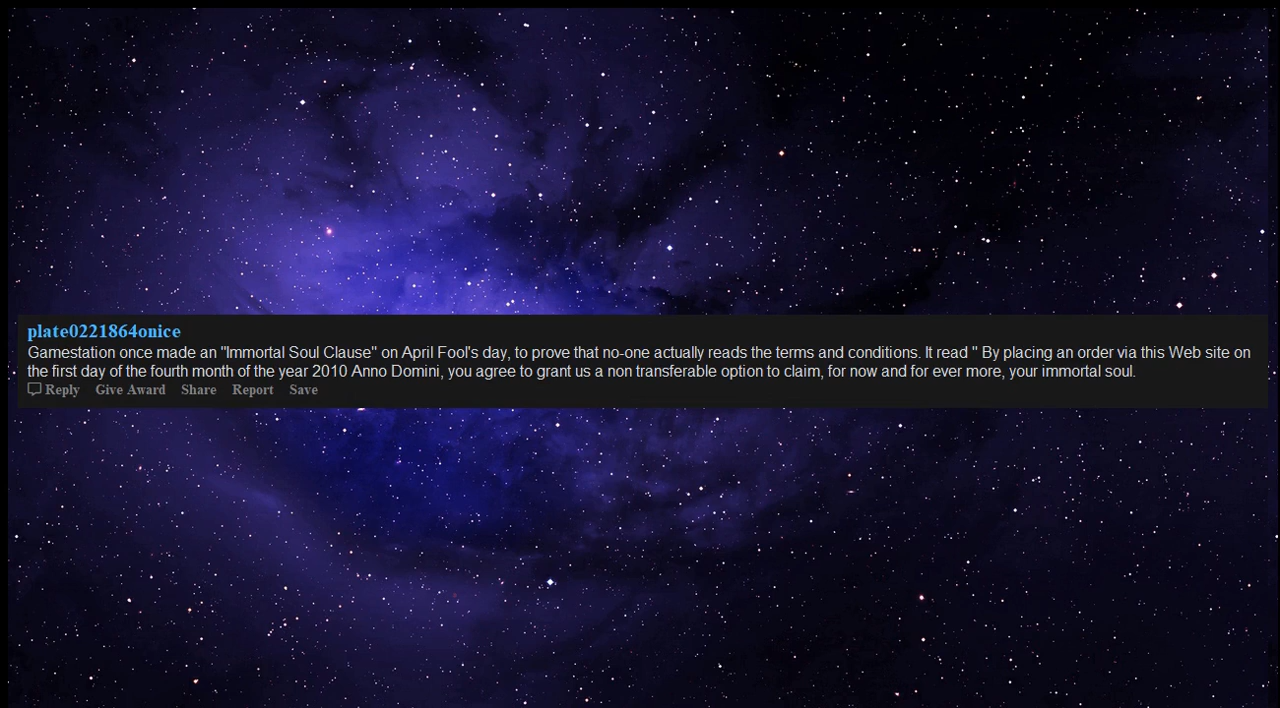 plate0221864onice
Gamestation once made an "Immortal Soul Clause" on April Fool's day, to prove that no-one actually reads the terms and conditions. It read " By placing an order via this Web site on
the first day of the fourth month of the year 2010 Anno Domini, you agree to grant us a non transferable option to claim, for now and for ever more, your immortal soul.
Reply Give Award Share Report Save